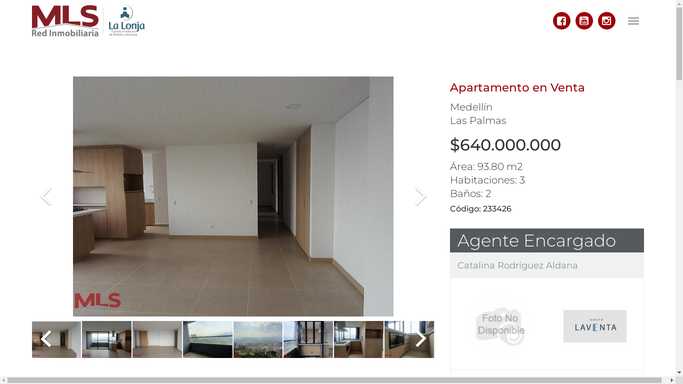 MLS
Red Inmobiliaria
La Lonja
Apartamento en Venta
Medellín
Las Palmas
$640.000.000
Área: 93.80 m2
Habitaciones: 3
Baños: 2
Código: 233426
Agente Encargado
Catalina Rodríguez Aldana
MLS
Foto No
Disponible
LAVENTA